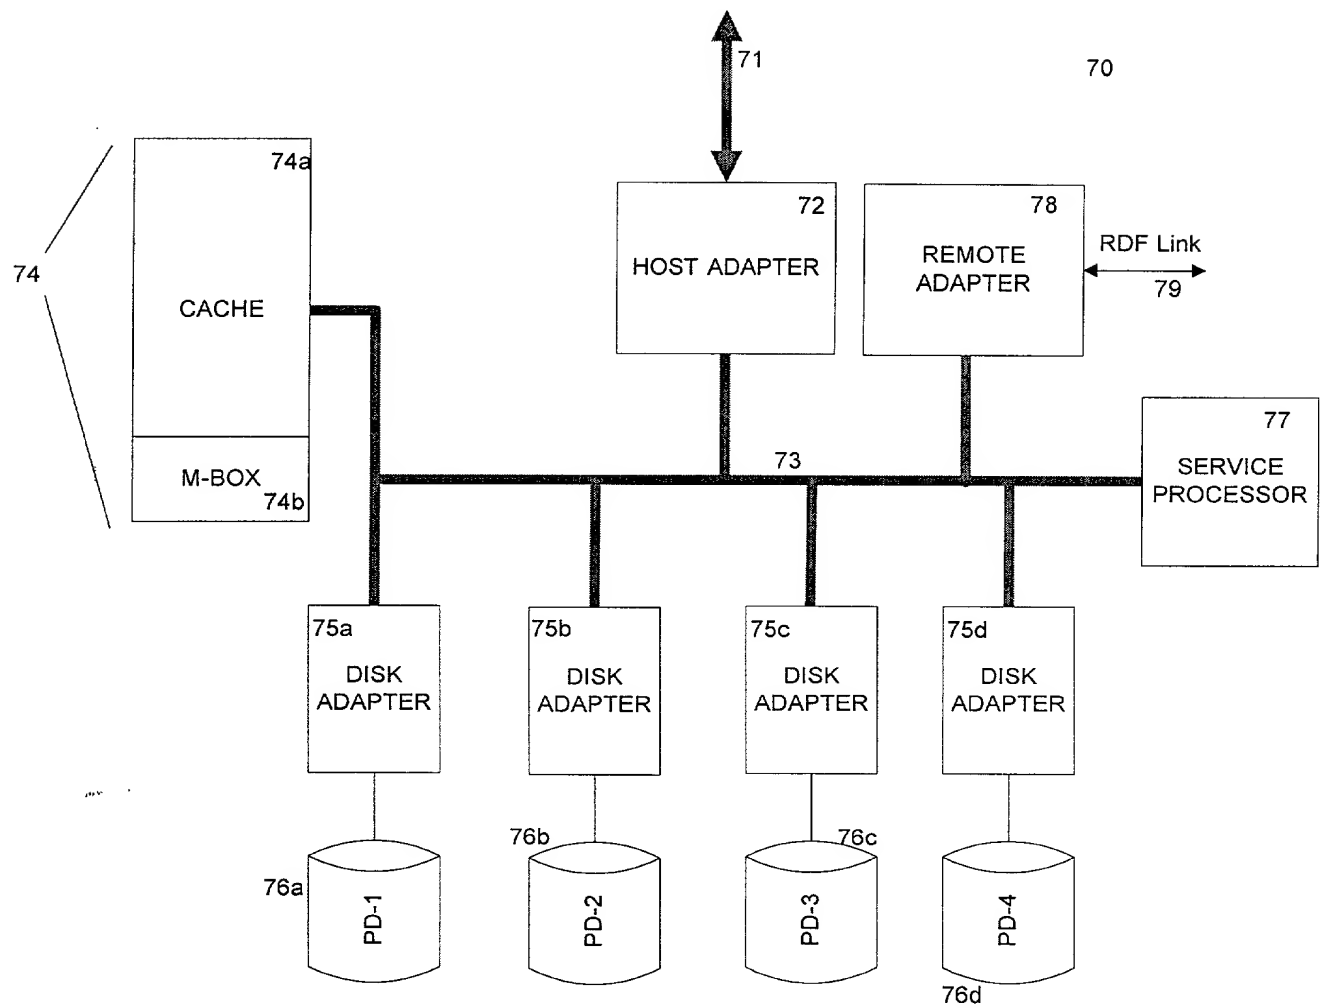 71
70
74a
72
78
RDF Link
79
HOST ADAPTER
REMOTE
ADAPTER
74
CACHE
77
SERVICE
PROCESSOR
73
M-BOX
74b
75a
DISK
ADAPTER
75b
DISK
ADAPTER
75c
DISK
ADAPTER
75d
DISK
ADAPTER
76a
PD-1
76b
PD-2
76c
PD-3
PD-4
76d